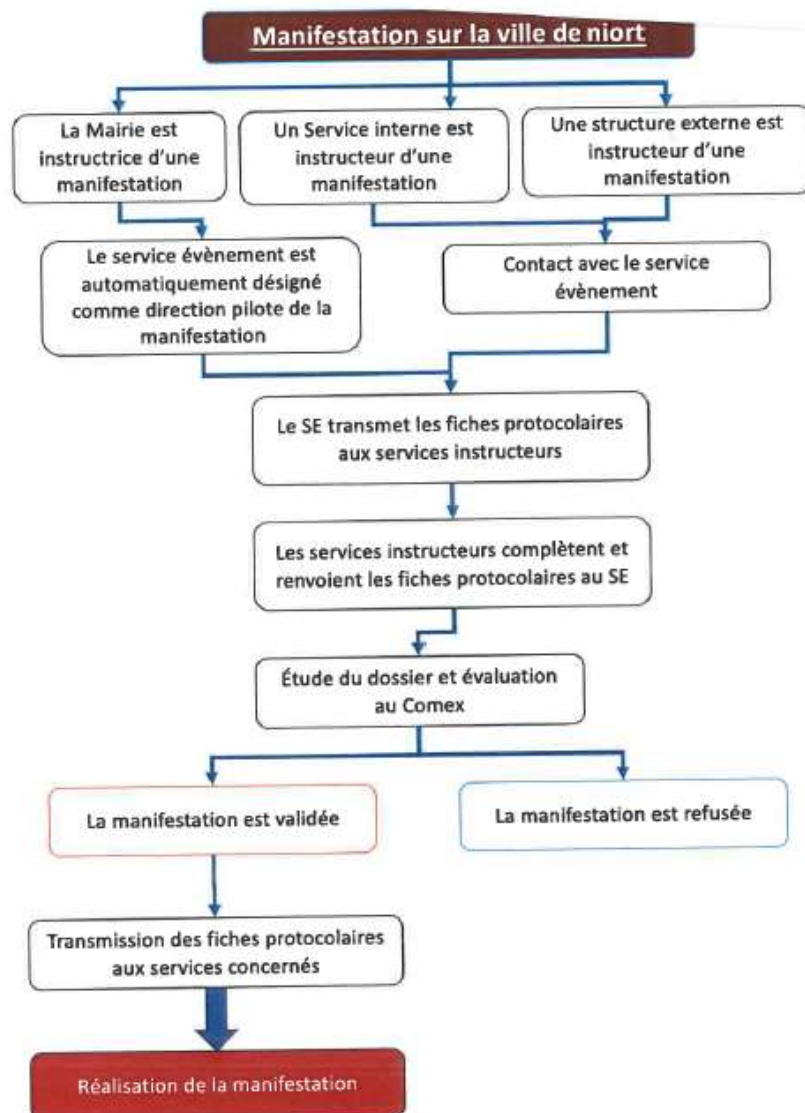 Manifestation sur la ville de niort
La Mairie est
instructrice d'une
manifestation
Un Service interne est
instructeur d'une
manifestation
Une structure externe est
instructeur d'une
manifestation
Le service évènement est
automatiquement désigné
comme direction pilote de la
manifestation
Contact avec le service
évènement
Le SE transmet les fiches protocolaires
aux services instructeurs
Les services instructeurs complètent et
renvoient les fiches protocolaires au SE
Étude du dossier et évaluation
au Comex
La manifestation est validée
La manifestation est refusée
Transmission des fiches protocolaires
aux services concernés
Réalisation de la manifestation